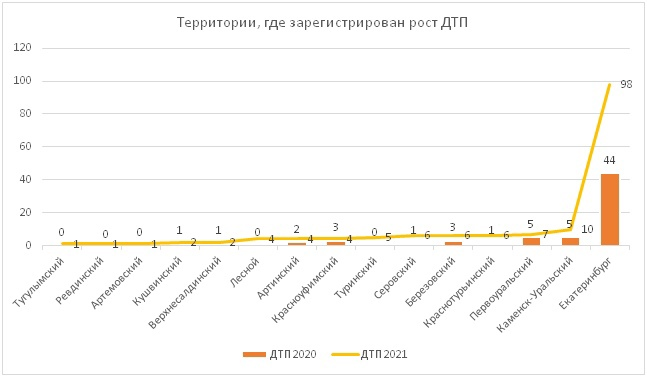 Территории, где зарегистрирован рост ДТП
120
100
80
60
40
20
0
0 0 0 1 1 0 2 3 0 1 3 1 5 5 44
1 1 1 2 2 4 4 4 5 6 6 6 7 10 98
Тугулымский
Ревдинский
Артемовский
Кушвинский
Верхнесалдинский
Лесной
Артинский
Красноуфимский
Туринский
Серовский
Березовский
Краснотурьинский
Первоуральский
Каменск-Уральский
Екатеринбург
ДТП 2020 ДТП 2021